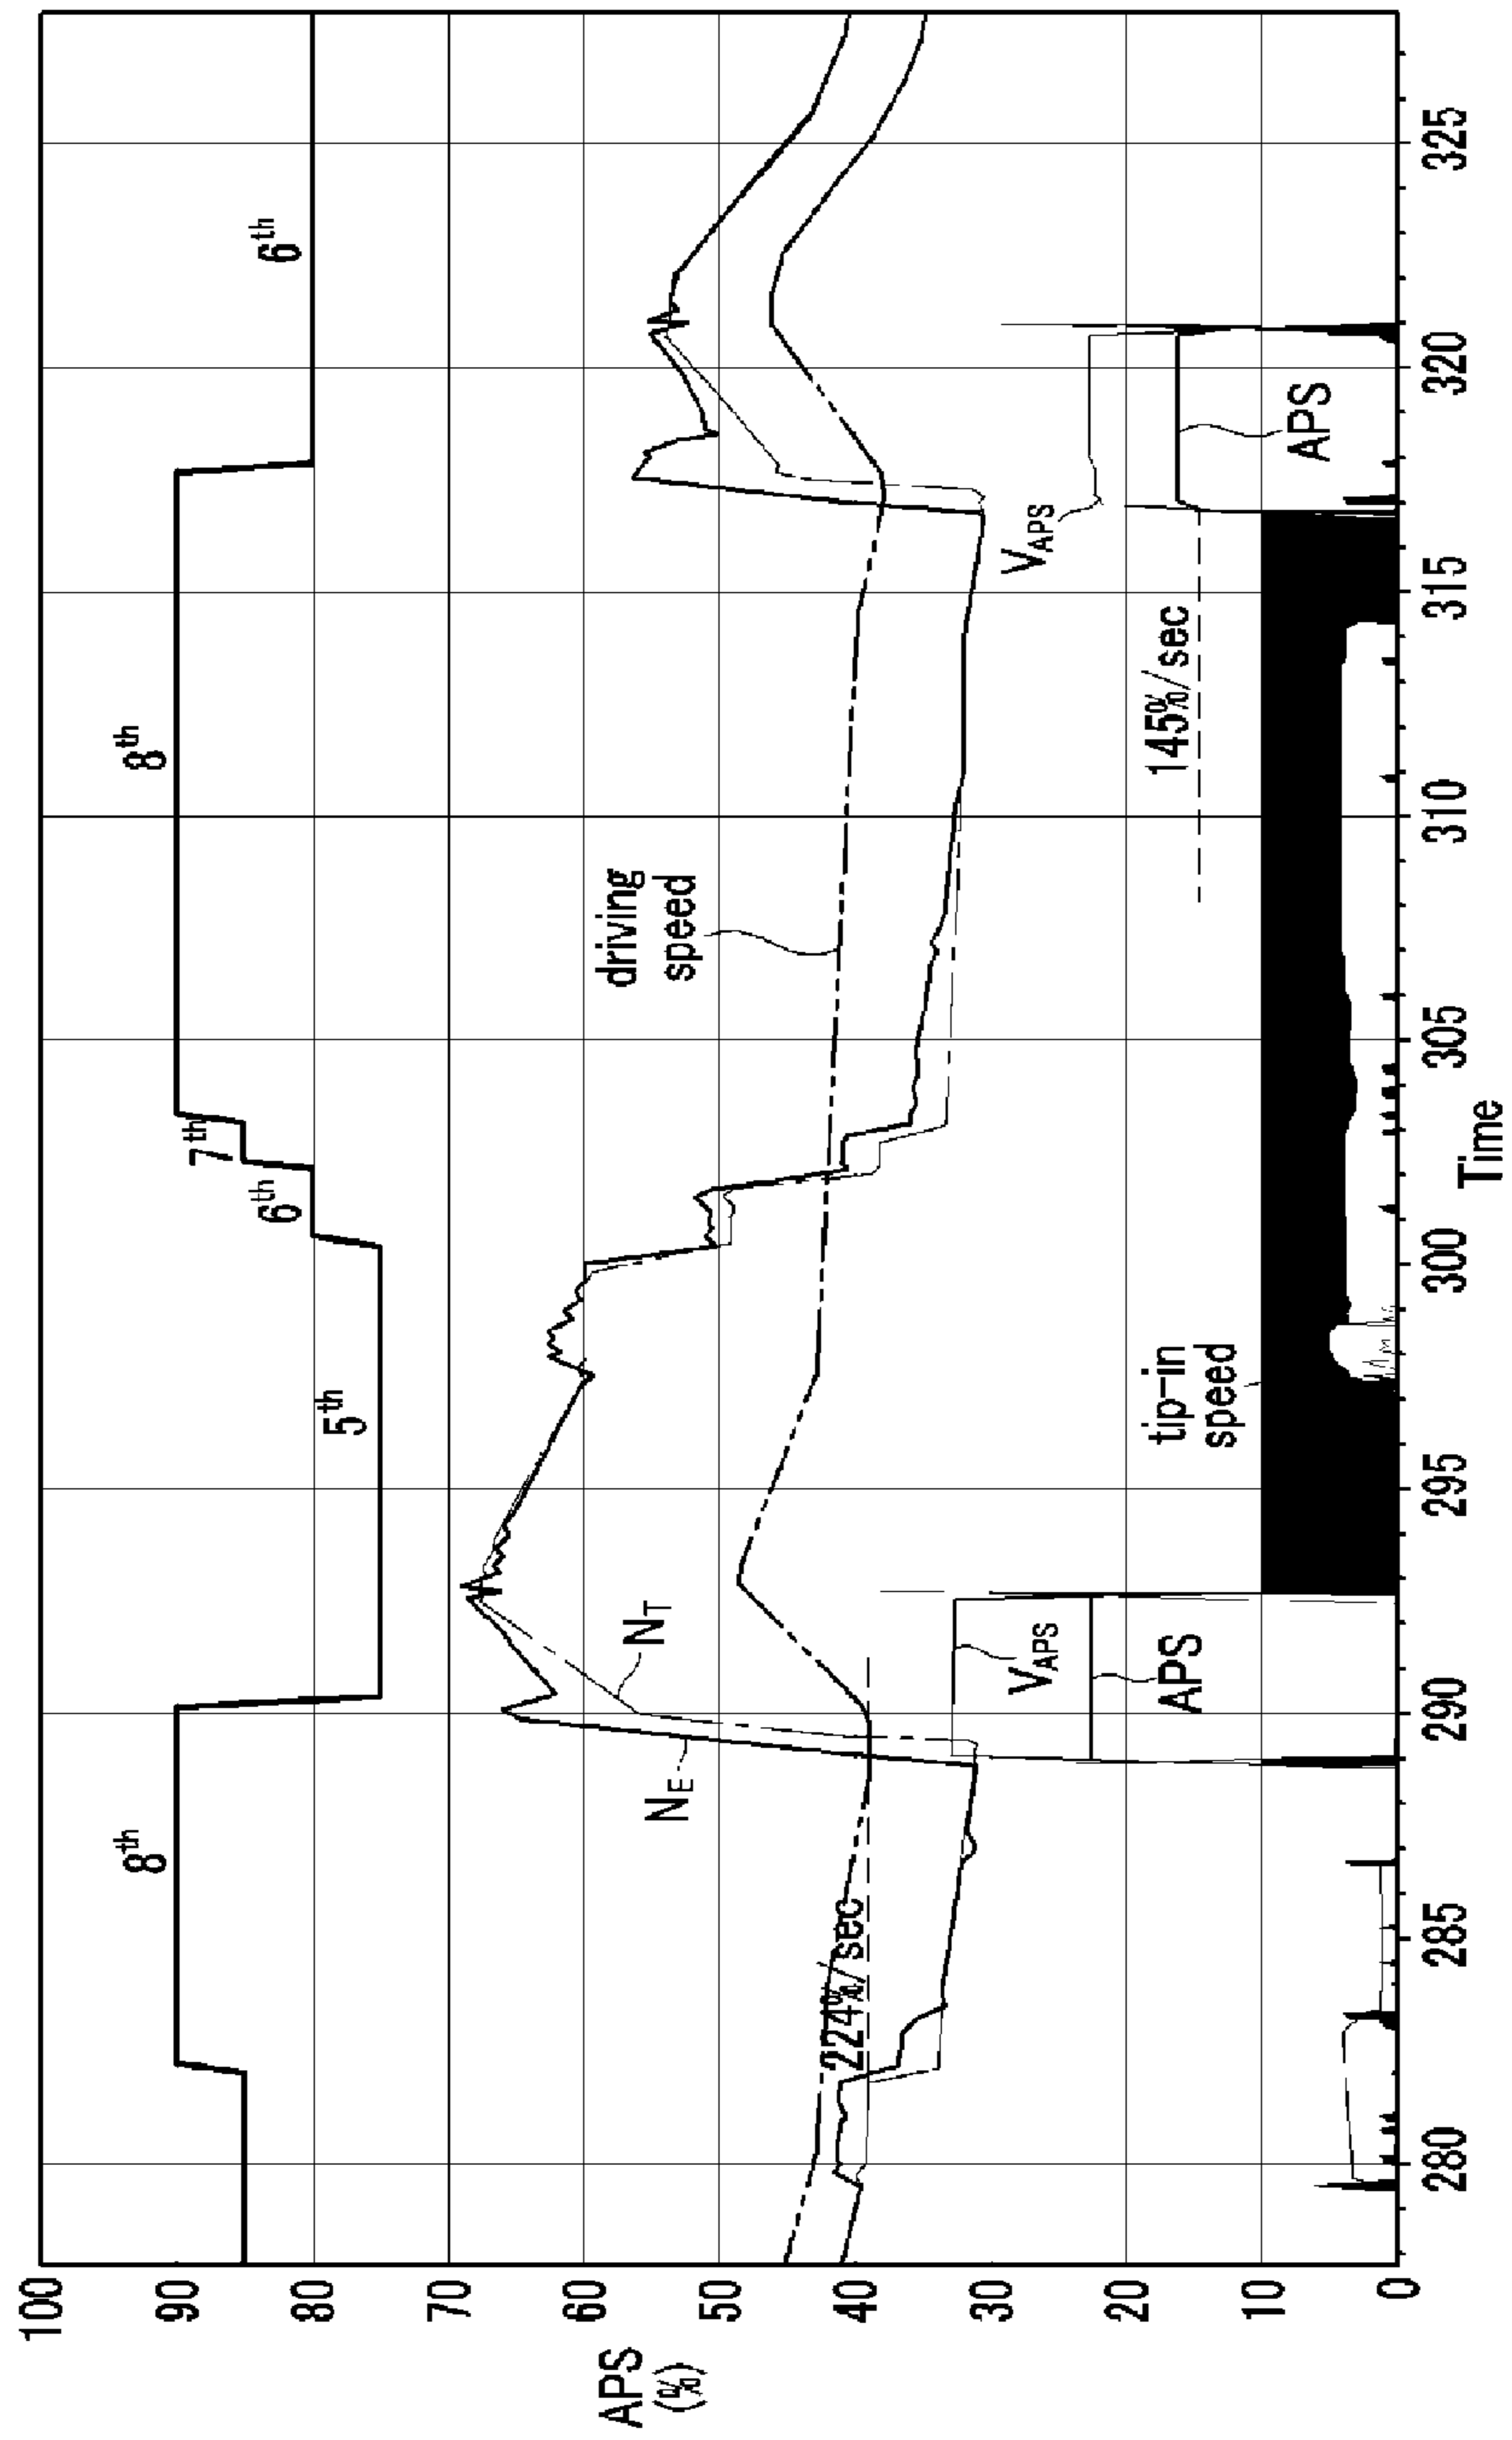 100
90
80
70
60
50
40
30
20
10
0
APS
(%)
8th
5th
6th
7th
8th
6th
NE
NT
224%/sec
driving
speed
VAPS
APS
tip-in
speed
145%/sec
VAPS
APS
280
285
290
295
300
305
310
315
320
325
Time